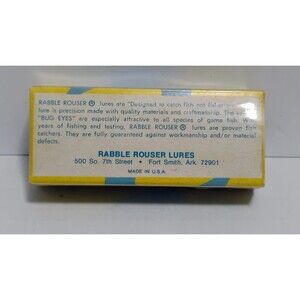 RABBLE ROUSER ® lures are "Designed to catch fish not fishermen
lure is precision made with quality materials and craftsmanship. The
"BUG EYES" are especially attractive to all species of game fish. With
years of fishing and testing. RABBLE ROUSER ® lures are proven fish
catchers. They are fully guaranteed against workmanship and/or material
defects.
RABBLE ROUSER LURES
500 So. 7th Street • Fort Smith, Ark. 72901
MADE IN U.S.A.